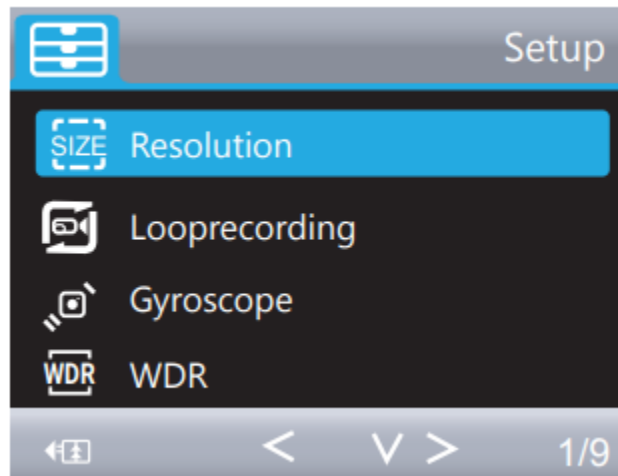 Setup
SIZE Resolution
Looprecording
Gyroscope
WDR WDR
1/9